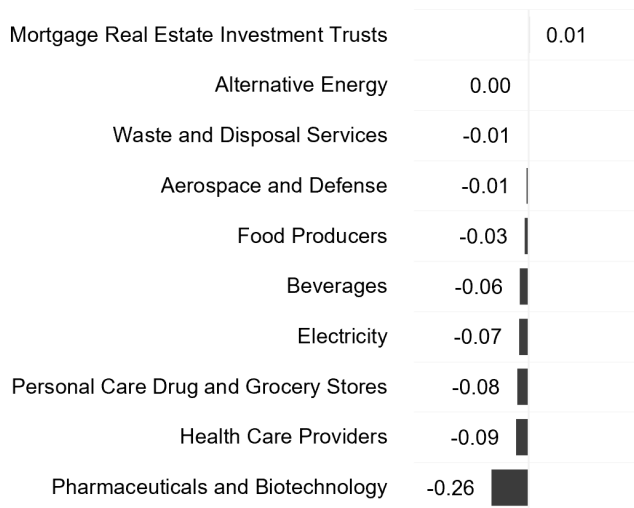 Mortgage Real Estate Investment Trusts 0.01
Alternative Energy 0.00
Waste and Disposal Services -0.01
Aerospace and Defense -0.01
Food Producers -0.03
Beverages -0.06
Electricity -0.07
Personal Care Drug and Grocery Stores -0.08
Health Care Providers -0.09
Pharmaceuticals and Biotechnology -0.26